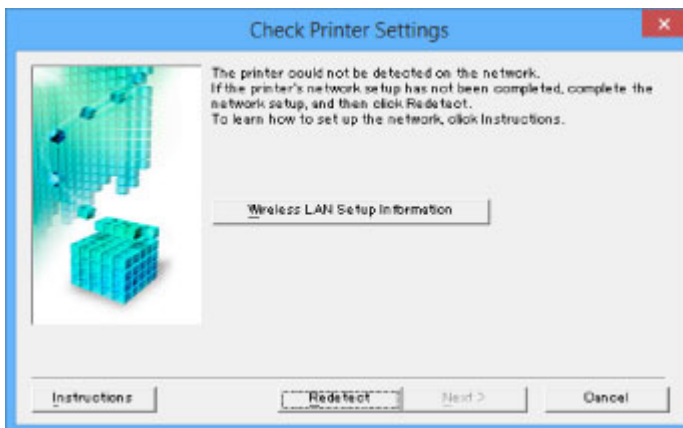 Check Printer Settings
The printer could not be detected on the network.
If the printer's network setup has not been completed, complete the
network setup, and then click Redetect.
To learn how to set up the network, click Instructions.
Wireless LAN Setup Information
Instructions
Redetect
Next >
Cancel